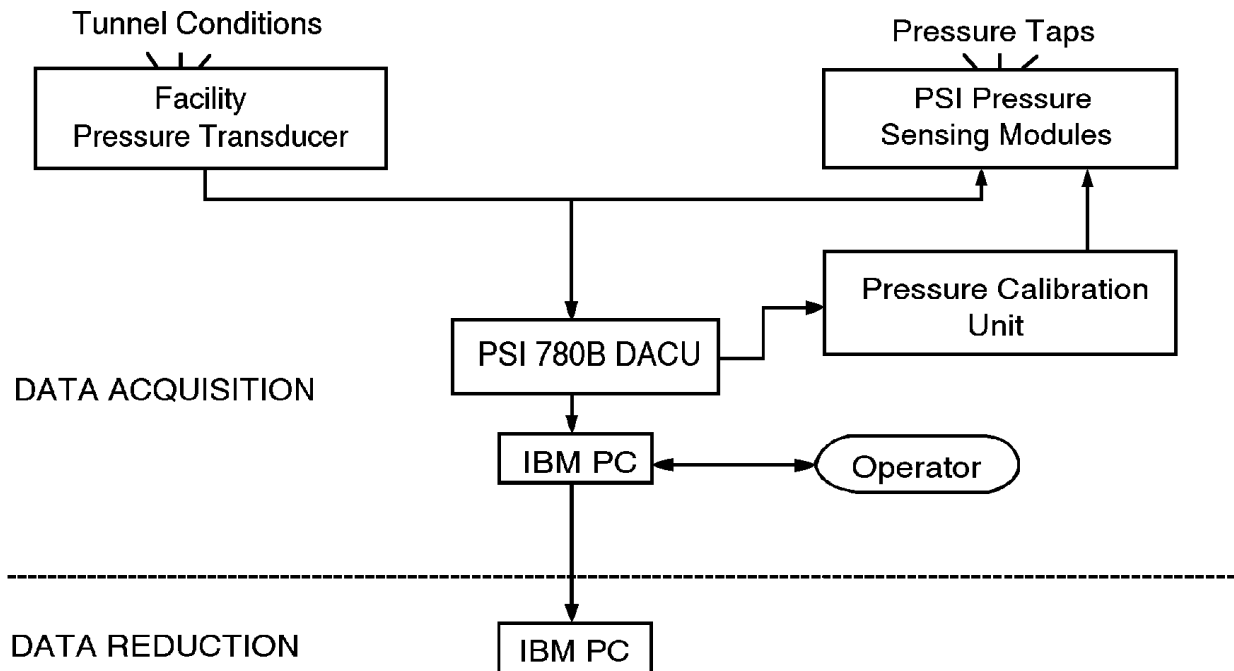 Tunnel Conditions
Facility
Pressure Transducer
Pressure Taps
PSI Pressure
Sensing Modules
Pressure Calibration
Unit
PSI 780B DACU
DATA ACQUISITION
IBM PC
Operator
DATA REDUCTION
IBM PC